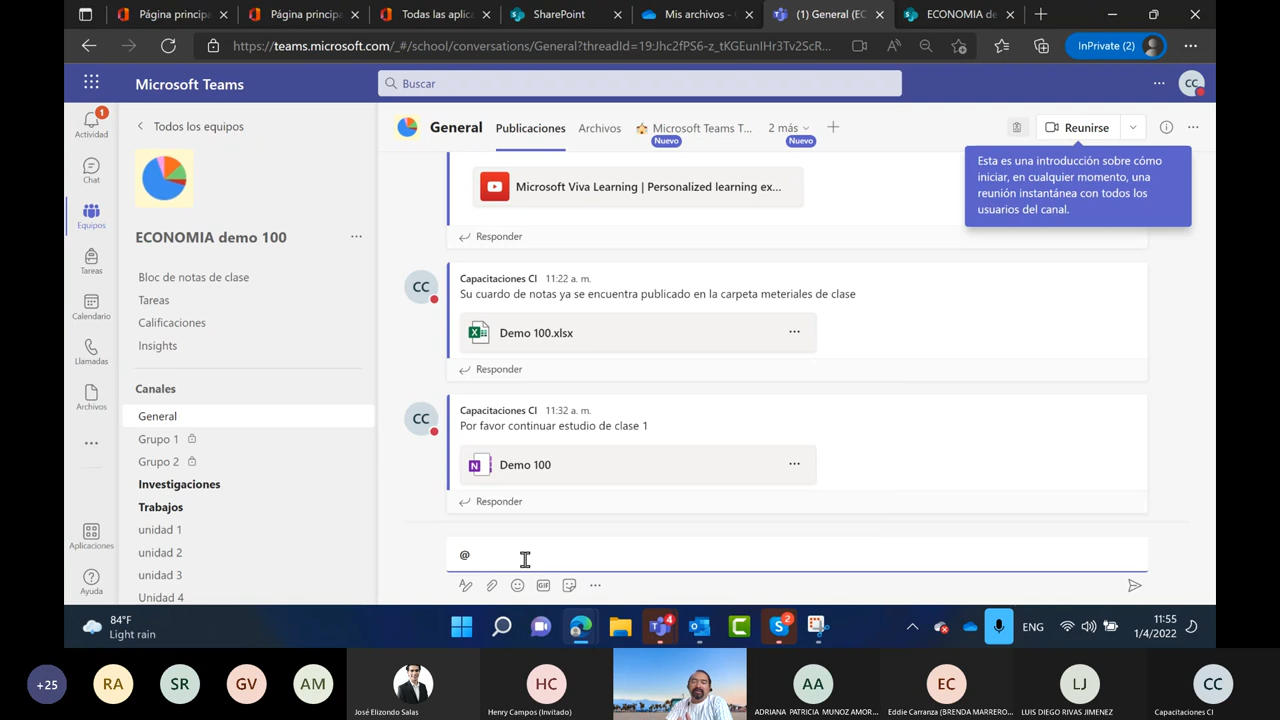 Página principa
Página principa
Todas las aplica
SharePoint
Mis archivos - C
(1) General (EC
ECONOMIA de
https://teams.microsoft.com/_#/school/conversations/General?threadId=19:Jhc2fPS6-z_tKGEunIHr3Tv2ScR...
InPrivate (2)
Microsoft Teams
Buscar
CC
1
Actividad
Chat
Equipos
Tareas
Calendario
Llamadas
Archivos
Aplicaciones
Ayuda
Todos los equipos
ECONOMIA demo 100
Bloc de notas de clase
Tareas
Calificaciones
Insights
Canales
General
Grupo 1
Grupo 2
Investigaciones
Trabajos
unidad 1
unidad 2
unidad 3
Unidad 4
General
Publicaciones
Archivos
Microsoft Teams T...
Nuevo
2 más
Nuevo
Reunirse
Esta es una introducción sobre cómo
iniciar, en cualquier momento, una
reunión instantánea con todos los
usuarios del canal.
Microsoft Viva Learning | Personalized learning ex...
Responder
CC
Capacitaciones CI 11:22 a. m.
Su cuardo de notas ya se encuentra publicado en la carpeta meteriales de clase
Demo 100.xlsx
Responder
CC
Capacitaciones CI 11:32 a. m.
Por favor continuar estudio de clase 1
N
Demo 100
Responder
@
GIF
84°F
Light rain
4
2
ENG
11:55
1/4/2022
+25
RA
SR
GV
AM
José Elizondo Salas
HC
Henry Campos (Invitado)
AA
ADRIANA PATRICIA MUNOZ AMOR...
EC
Eddie Carranza (BRENDA MARRERO...
LJ
LUIS DIEGO RIVAS JIMENEZ
CC
Capacitaciones CI